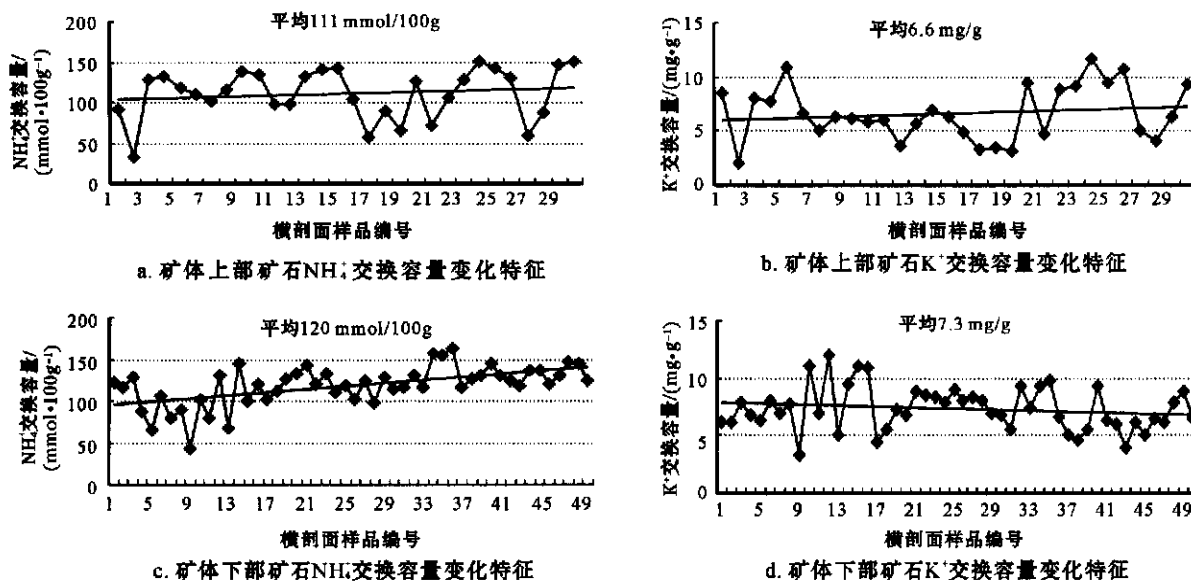 平均111 mmol/100g
NH₄⁺交换容量/
(mmol•100g⁻¹)
200
150
100
50
0
1 3 5 7 9 11 13 15 17 19 21 23 25 27 29
横剖面样品编号
a. 矿体上部矿石NH₄⁺交换容量变化特征
平均6.6 mg/g
K⁺交换容量/(mg•g⁻¹)
15
10
5
0
1 3 5 7 9 11 13 15 17 19 21 23 25 27 29
横剖面样品编号
b. 矿体上部矿石K⁺交换容量变化特征
平均120 mmol/100g
NH₄⁺交换容量/
(mmol•100g⁻¹)
200
150
100
50
0
1 5 9 13 17 21 25 29 33 37 41 45 49
横剖面样品编号
c. 矿体下部矿石NH₄⁺交换容量变化特征
平均7.3 mg/g
K⁺交换容量/(mg•g⁻¹)
15
10
5
0
1 5 9 13 17 21 25 29 33 37 41 45 49
横剖面样品编号
d. 矿体下部矿石K⁺交换容量变化特征